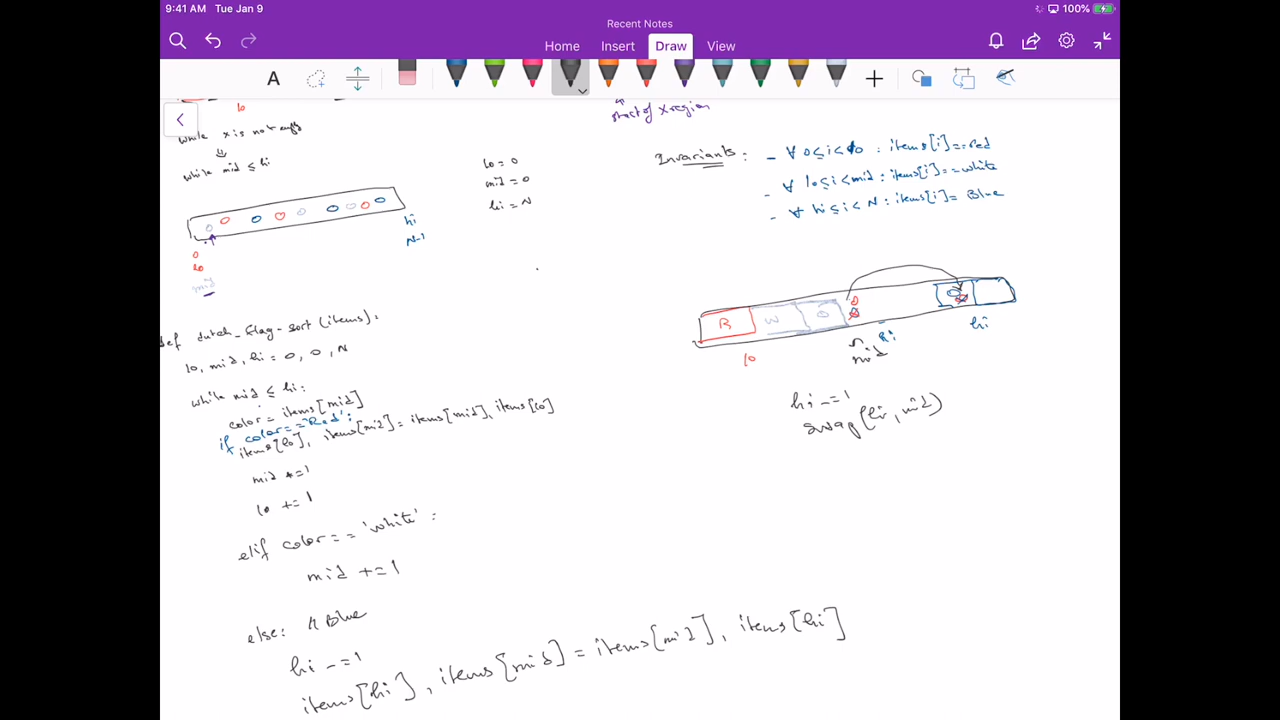 9:41 AM Tue Jan 9
100%
Recent Notes
Home Insert Draw View
A
lo
start of X region
while x is not empty
while mid ≤ hi
lo = 0
mid = 0
hi = N
Invariants: - ∀ 0≤i<lo : items[i]==red
- ∀ lo≤i<mid : items[i]==white
- ∀ hi≤i<N : items[i]= Blue
hi
N-1
0
lo
mid
R W O
lo
mid
hi
hi
hi -=1
swap(hi, mid)
def dutch_flag-sort(items):
lo, mid, hi = 0, 0, N
while mid ≤ hi:
color = items[mid]
if color=='Red':
items[lo], items[mid] = items[mid], items[lo]
mid +=1
lo +=1
elif color== 'white':
mid +=1
else: # Blue
hi -=1
items[hi], items[mid] = items[mid], items[hi]